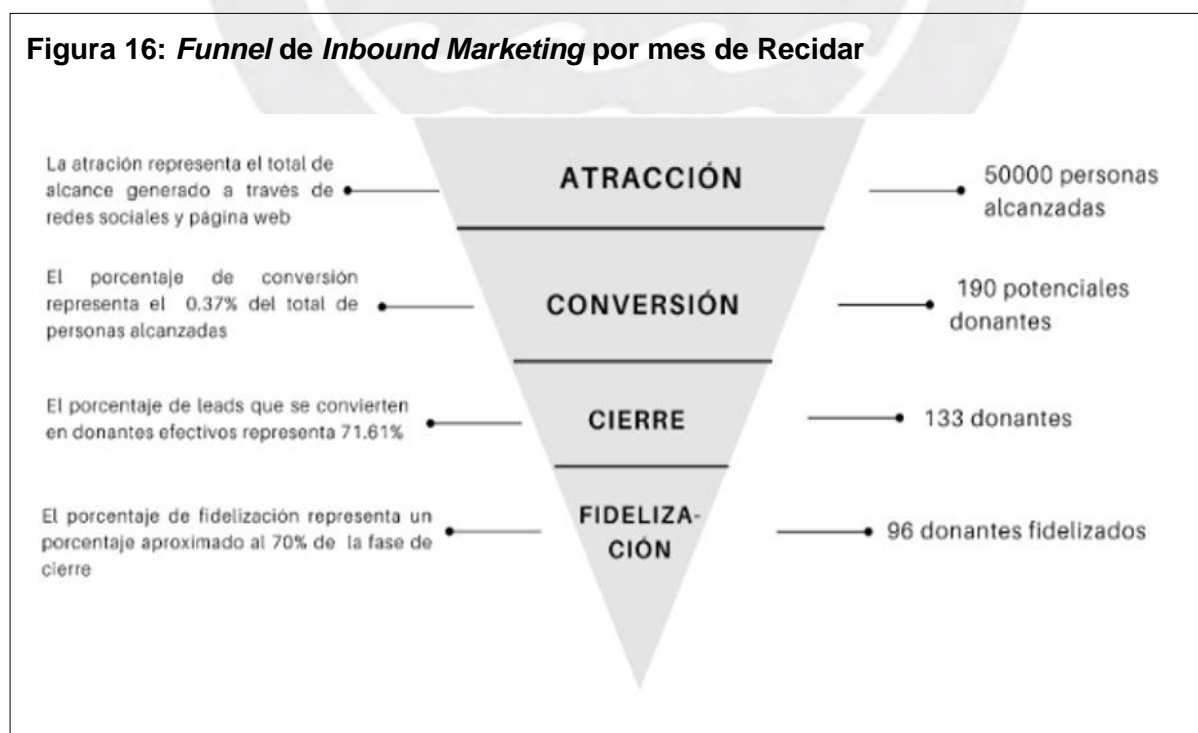 Figura 16: Funnel de Inbound Marketing por mes de Recidar
La atración representa el total de
alcance generado a través de
redes sociales y página web
ATRACCIÓN
50000 personas
alcanzadas
El porcentaje de conversión
representa el 0.37% del total de
personas alcanzadas
CONVERSIÓN
190 potenciales
donantes
El porcentaje de leads que se convierten
en donantes efectivos representa 71.61%
CIERRE
133 donantes
El porcentaje de fidelización representa un
porcentaje aproximado al 70% de la fase de
cierre
FIDELIZA-
CIÓN
96 donantes fidelizados